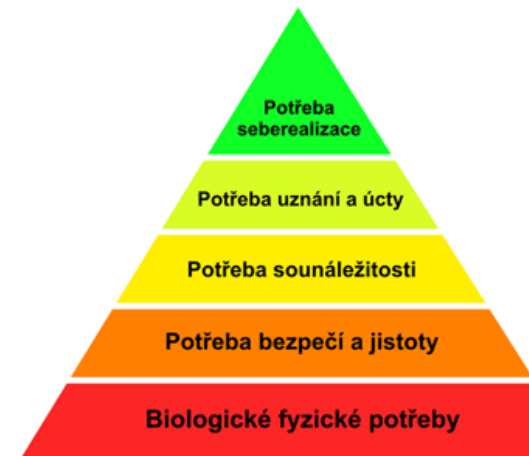 Potřeba
seberealizace
Potřeba uznání a úcty
Potřeba sounáležitosti
Potřeba bezpečí a jistoty
Biologické fyzické potřeby